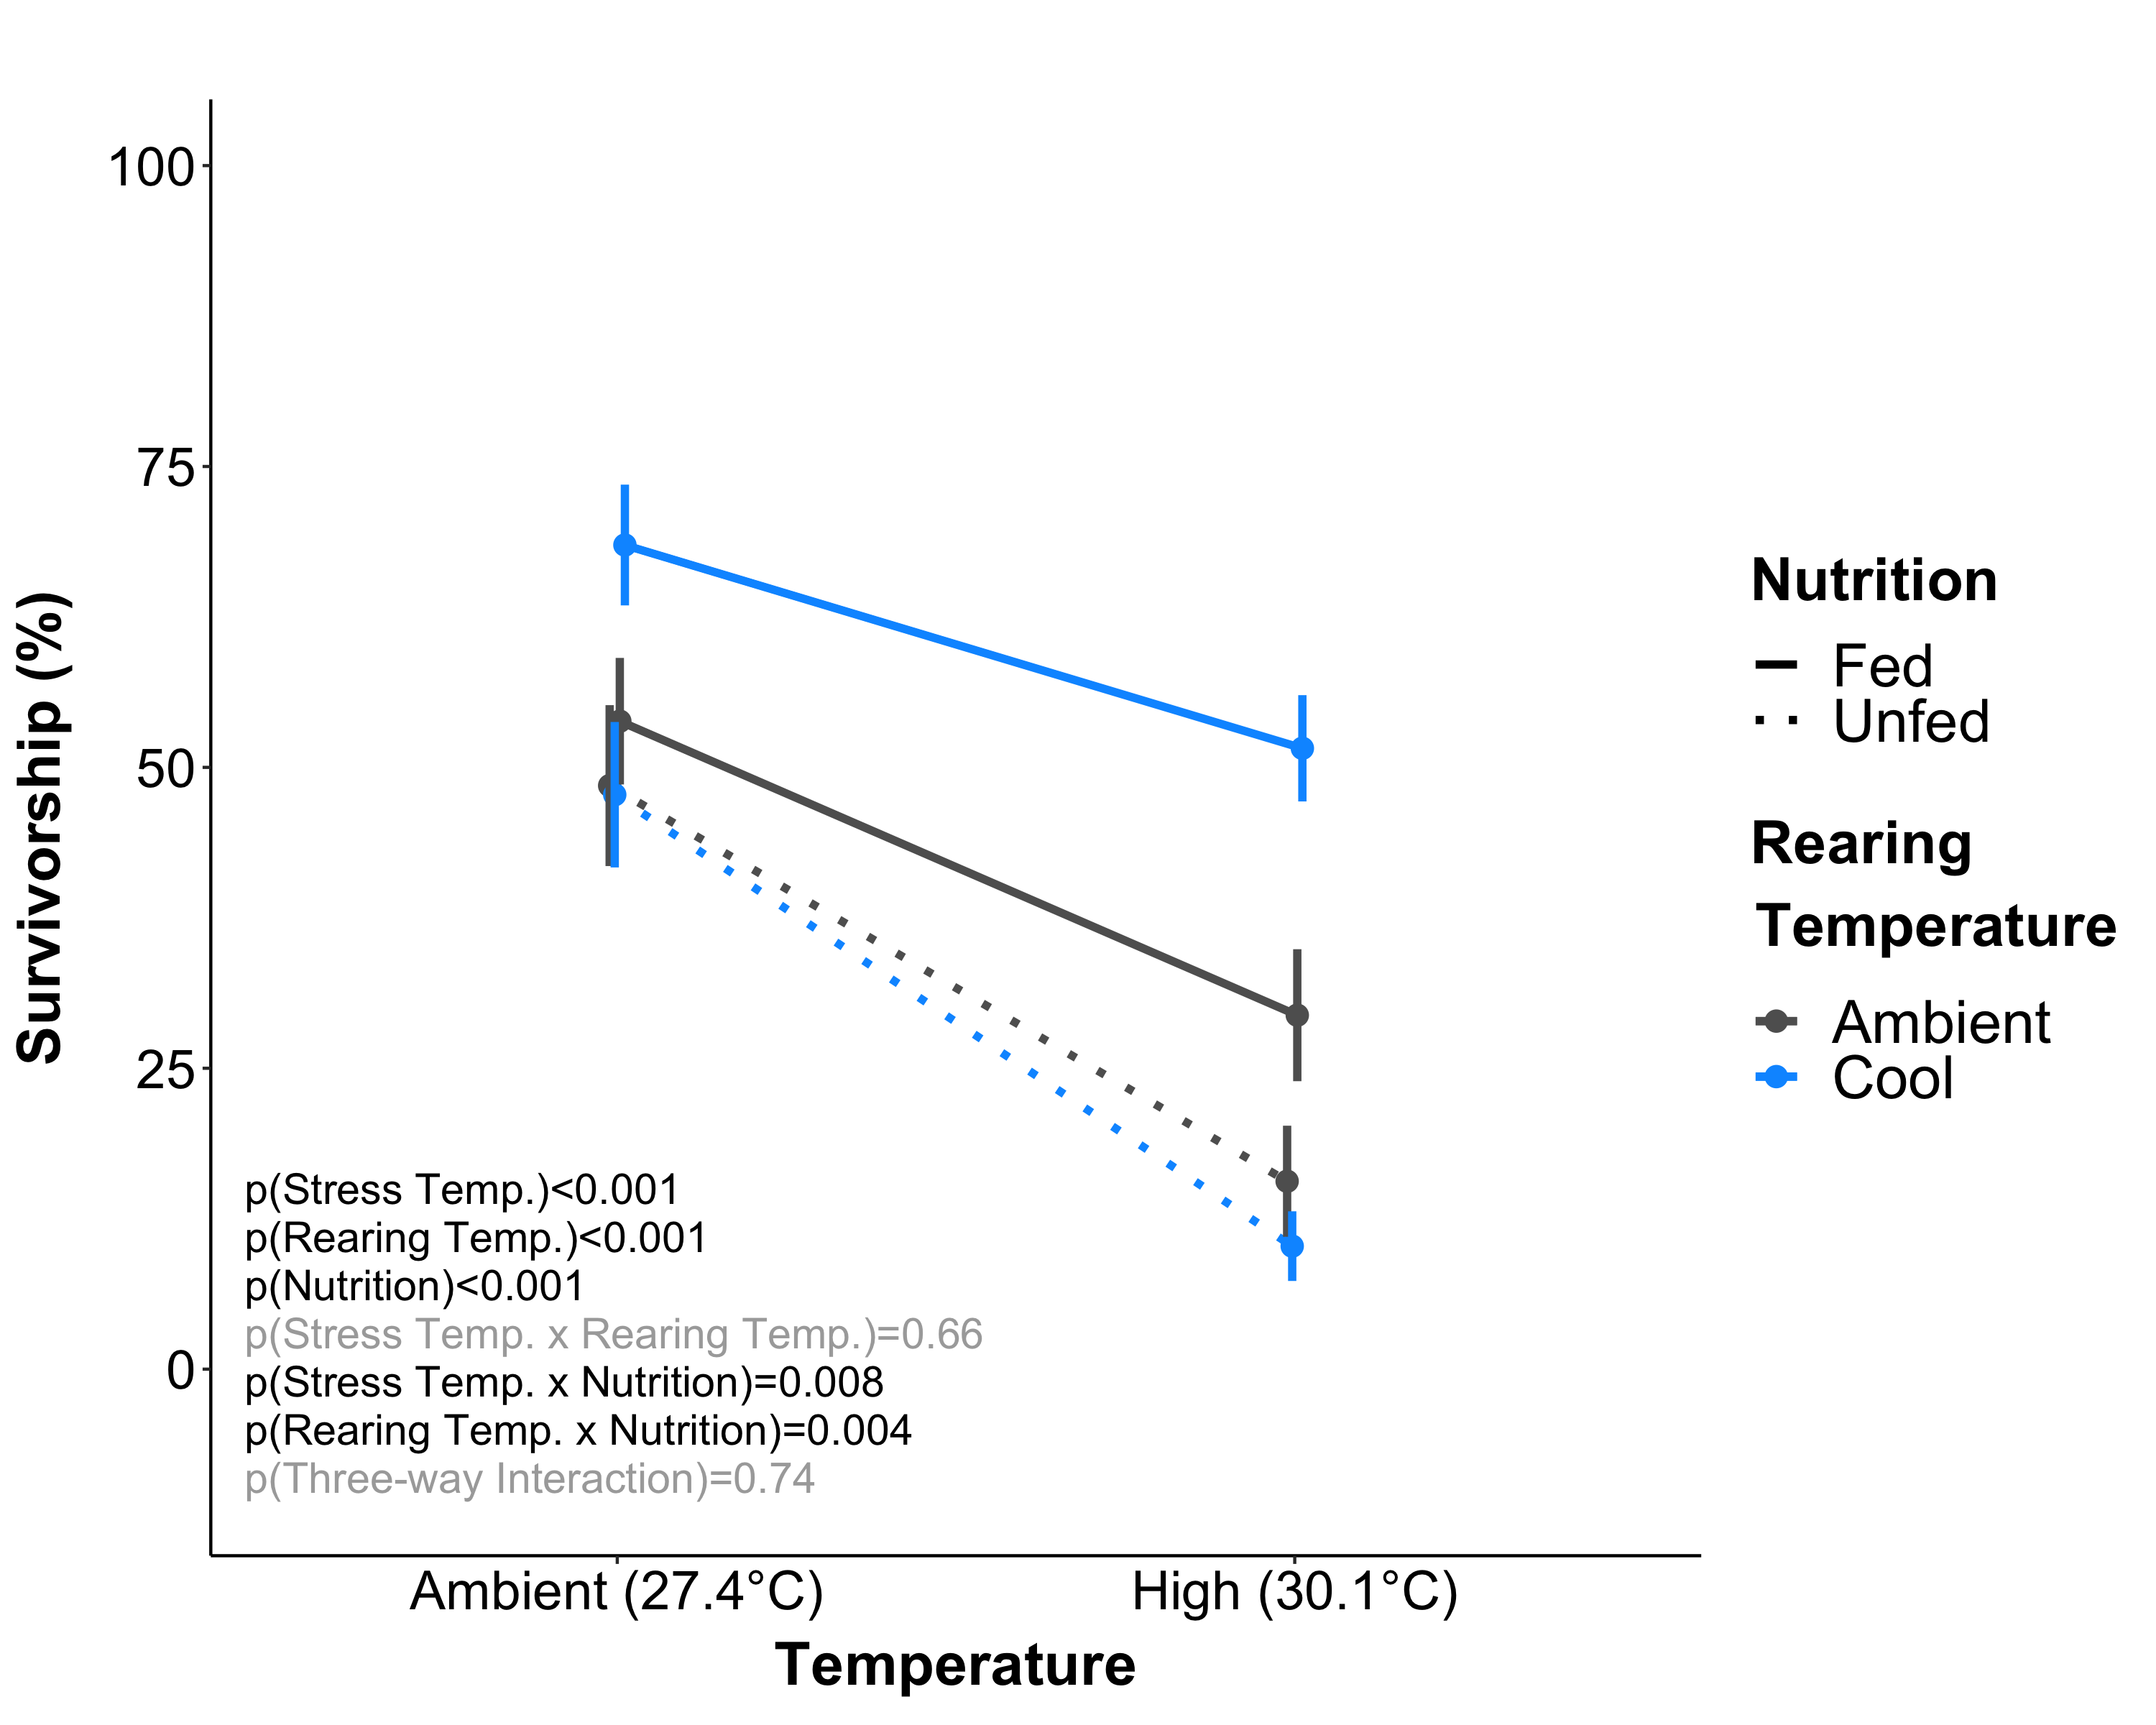 100
75
50
25
0
Survivorship (%)
p(Stress Temp.)<0.001
p(Rearing Temp.)<0.001
p(Nutrition)<0.001
p(Stress Temp. x Rearing Temp.)=0.66
p(Stress Temp. x Nutrition)=0.008
p(Rearing Temp. x Nutrition)=0.004
p(Three-way Interaction)=0.74
Ambient (27.4°C)
High (30.1°C)
Temperature
Nutrition
Fed
Unfed
Rearing
Temperature
Ambient
Cool